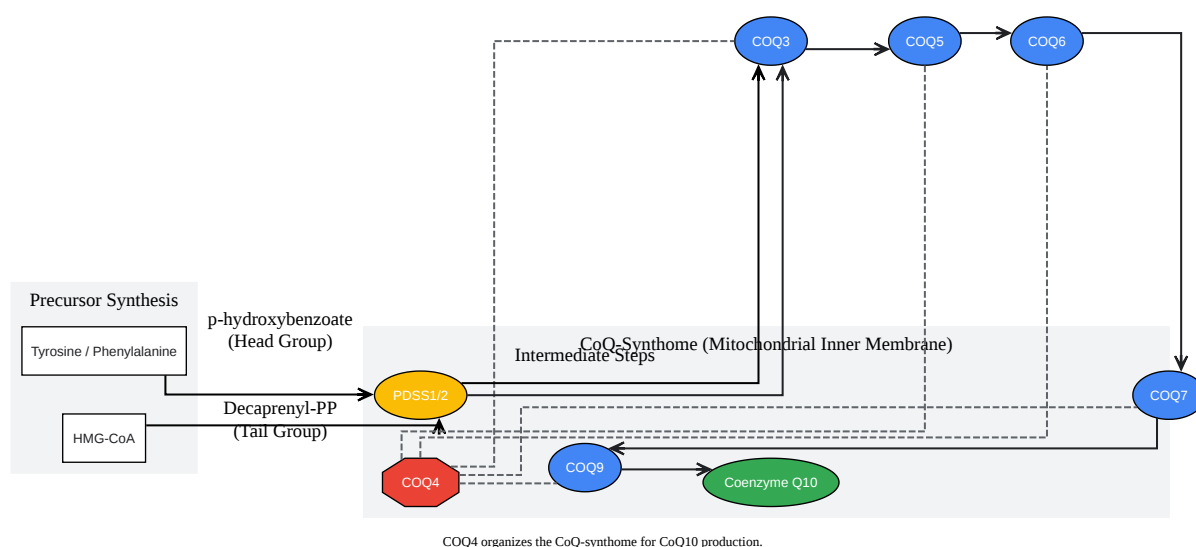 COQ3
COQ5
COQ6
Precursor Synthesis
p-hydroxybenzoate
(Head Group)
Tyrosine / Phenylalanine
CoQ-Synthome (Mitochondrial Inner Membrane)
Intermediate Steps
PDSS1/2
COQ7
Decaprenyl-PP
(Tail Group)
HMG-CoA
COQ4
COQ9
Coenzyme Q10
COQ4 organizes the CoQ-synthome for CoQ10 production.